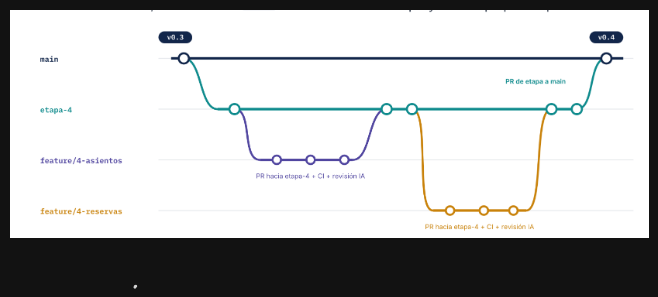 v0.3
v0.4
main
PR de etapa a main
etapa-4
feature/4-asientos
PR hacia etapa-4 + CI + revisión IA
feature/4-reservas
PR hacia etapa-4 + CI + revisión IA